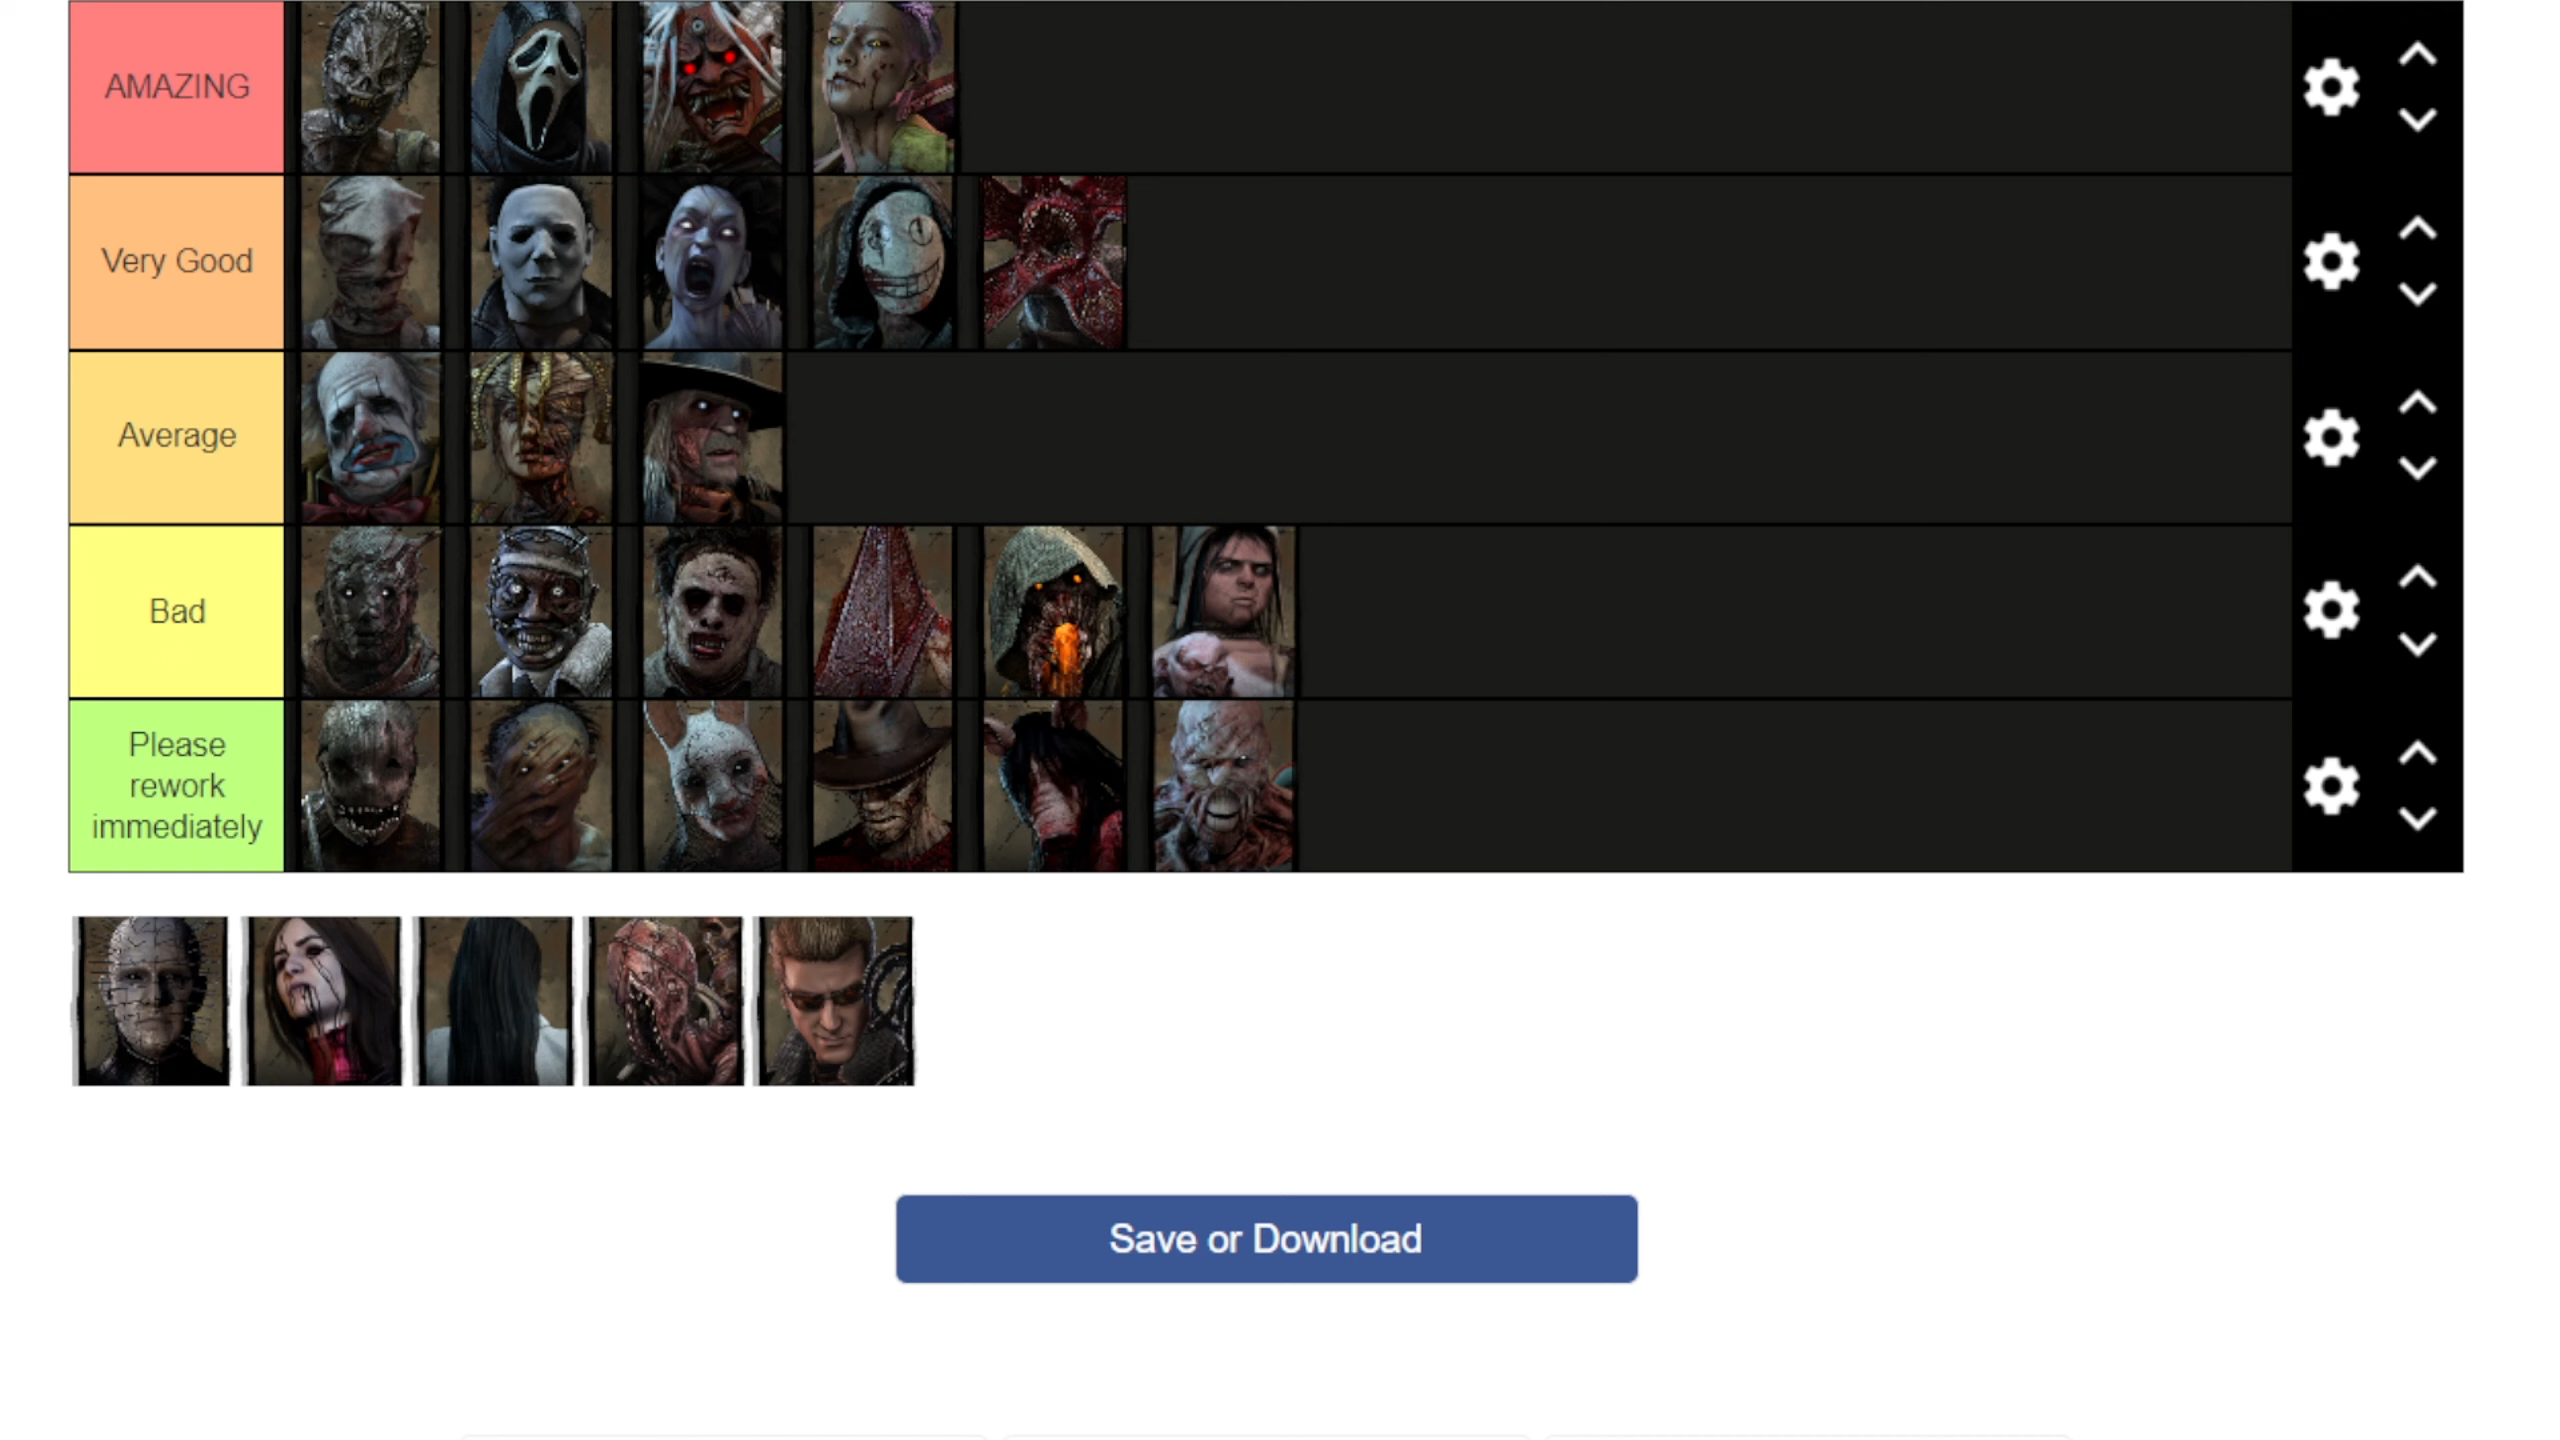 AMAZING
Very Good
Average
Bad
Please
rework
immediately
Save or Download